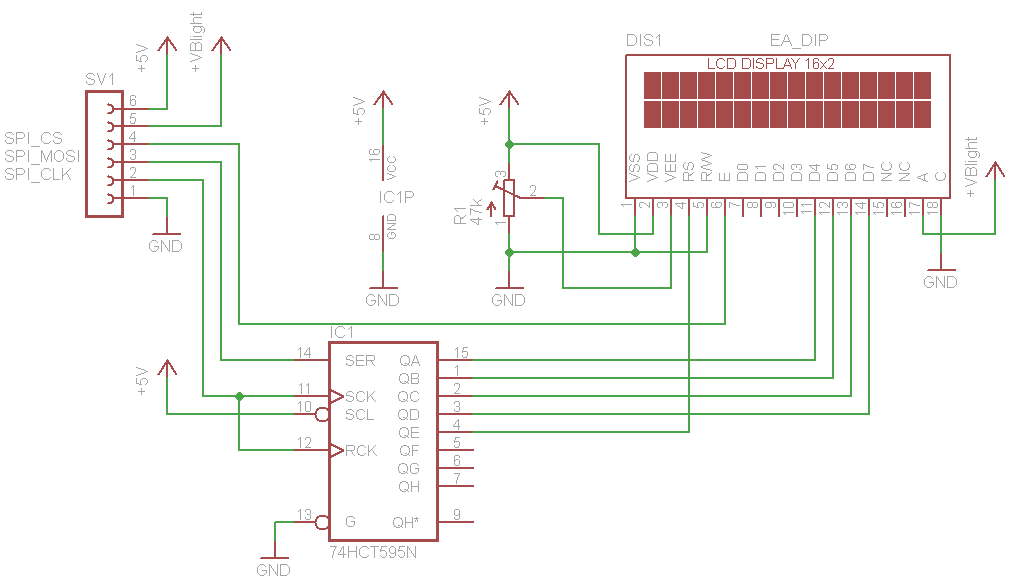 +5V
+VBlight
SV1
6
5
4
3
2
1
SPI_CS
SPI_MOSI
SPI_CLK
GND
+5V
16
VCC
IC1P
GND
8
GND
+5V
3
2
1
R1
47k
GND
DIS1
EA_DIP
LCD DISPLAY 16x2
VSS
VDD
VEE
RS
R/W
E
D0
D1
D2
D3
D4
D5
D6
D7
NC
NC
A
C
1
2
3
4
5
6
7
8
9
10
11
12
13
14
15
16
17
18
+VBlight
GND
IC1
14
SER
QA
15
QB
1
+5V
11
SCK
QC
2
10
SCL
QD
3
QE
4
12
RCK
QF
5
QG
6
QH
7
13
G
QH*
9
74HCT595N
GND